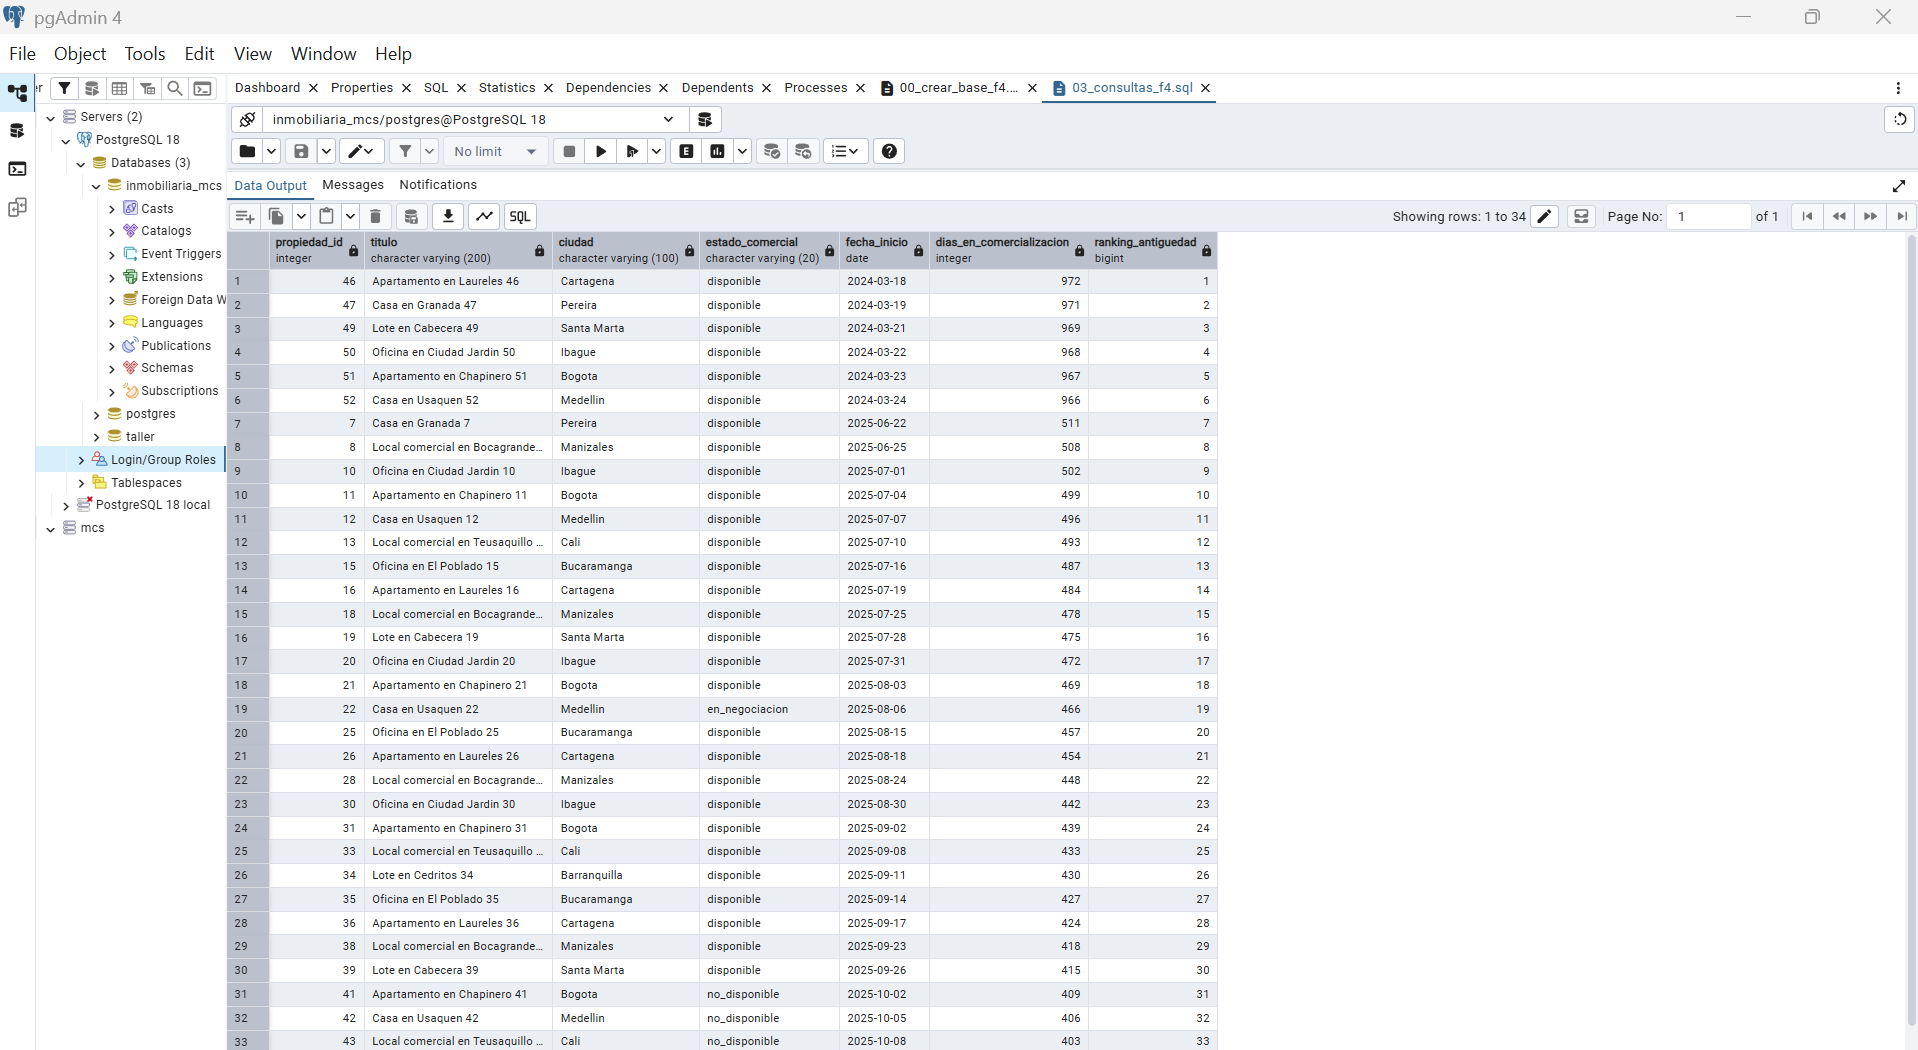 pgAdmin 4
File Object Tools Edit View Window Help
er Dashboard Properties SQL Statistics Dependencies Dependents Processes 00_crear_base_f4.... 03_consultas_f4.sql
Servers (2)
PostgreSQL 18
Databases (3)
inmobiliaria_mcs
Casts
Catalogs
Event Triggers
Extensions
Foreign Data W
Languages
Publications
Schemas
Subscriptions
postgres
taller
Login/Group Roles
Tablespaces
PostgreSQL 18 local
mcs
inmobiliaria_mcs/postgres@PostgreSQL 18
No limit E
Data Output Messages Notifications
SQL Showing rows: 1 to 34 Page No: 1 of 1
propiedad_id titulo ciudad estado_comercial fecha_inicio dias_en_comercializacion ranking_antiguedad
integer character varying (200) character varying (100) character varying (20) date integer bigint
1 46 Apartamento en Laureles 46 Cartagena disponible 2024-03-18 972 1
2 47 Casa en Granada 47 Pereira disponible 2024-03-19 971 2
3 49 Lote en Cabecera 49 Santa Marta disponible 2024-03-21 969 3
4 50 Oficina en Ciudad Jardin 50 Ibague disponible 2024-03-22 968 4
5 51 Apartamento en Chapinero 51 Bogota disponible 2024-03-23 967 5
6 52 Casa en Usaquen 52 Medellin disponible 2024-03-24 966 6
7 7 Casa en Granada 7 Pereira disponible 2025-06-22 511 7
8 8 Local comercial en Bocagrande... Manizales disponible 2025-06-25 508 8
9 10 Oficina en Ciudad Jardin 10 Ibague disponible 2025-07-01 502 9
10 11 Apartamento en Chapinero 11 Bogota disponible 2025-07-04 499 10
11 12 Casa en Usaquen 12 Medellin disponible 2025-07-07 496 11
12 13 Local comercial en Teusaquillo ... Cali disponible 2025-07-10 493 12
13 15 Oficina en El Poblado 15 Bucaramanga disponible 2025-07-16 487 13
14 16 Apartamento en Laureles 16 Cartagena disponible 2025-07-19 484 14
15 18 Local comercial en Bocagrande... Manizales disponible 2025-07-25 478 15
16 19 Lote en Cabecera 19 Santa Marta disponible 2025-07-28 475 16
17 20 Oficina en Ciudad Jardin 20 Ibague disponible 2025-07-31 472 17
18 21 Apartamento en Chapinero 21 Bogota disponible 2025-08-03 469 18
19 22 Casa en Usaquen 22 Medellin en_negociacion 2025-08-06 466 19
20 25 Oficina en El Poblado 25 Bucaramanga disponible 2025-08-15 457 20
21 26 Apartamento en Laureles 26 Cartagena disponible 2025-08-18 454 21
22 28 Local comercial en Bocagrande... Manizales disponible 2025-08-24 448 22
23 30 Oficina en Ciudad Jardin 30 Ibague disponible 2025-08-30 442 23
24 31 Apartamento en Chapinero 31 Bogota disponible 2025-09-02 439 24
25 33 Local comercial en Teusaquillo ... Cali disponible 2025-09-08 433 25
26 34 Lote en Cedritos 34 Barranquilla disponible 2025-09-11 430 26
27 35 Oficina en El Poblado 35 Bucaramanga disponible 2025-09-14 427 27
28 36 Apartamento en Laureles 36 Cartagena disponible 2025-09-17 424 28
29 38 Local comercial en Bocagrande... Manizales disponible 2025-09-23 418 29
30 39 Lote en Cabecera 39 Santa Marta disponible 2025-09-26 415 30
31 41 Apartamento en Chapinero 41 Bogota no_disponible 2025-10-02 409 31
32 42 Casa en Usaquen 42 Medellin no_disponible 2025-10-05 406 32
33 43 Local comercial en Teusaquillo ... Cali no_disponible 2025-10-08 403 33